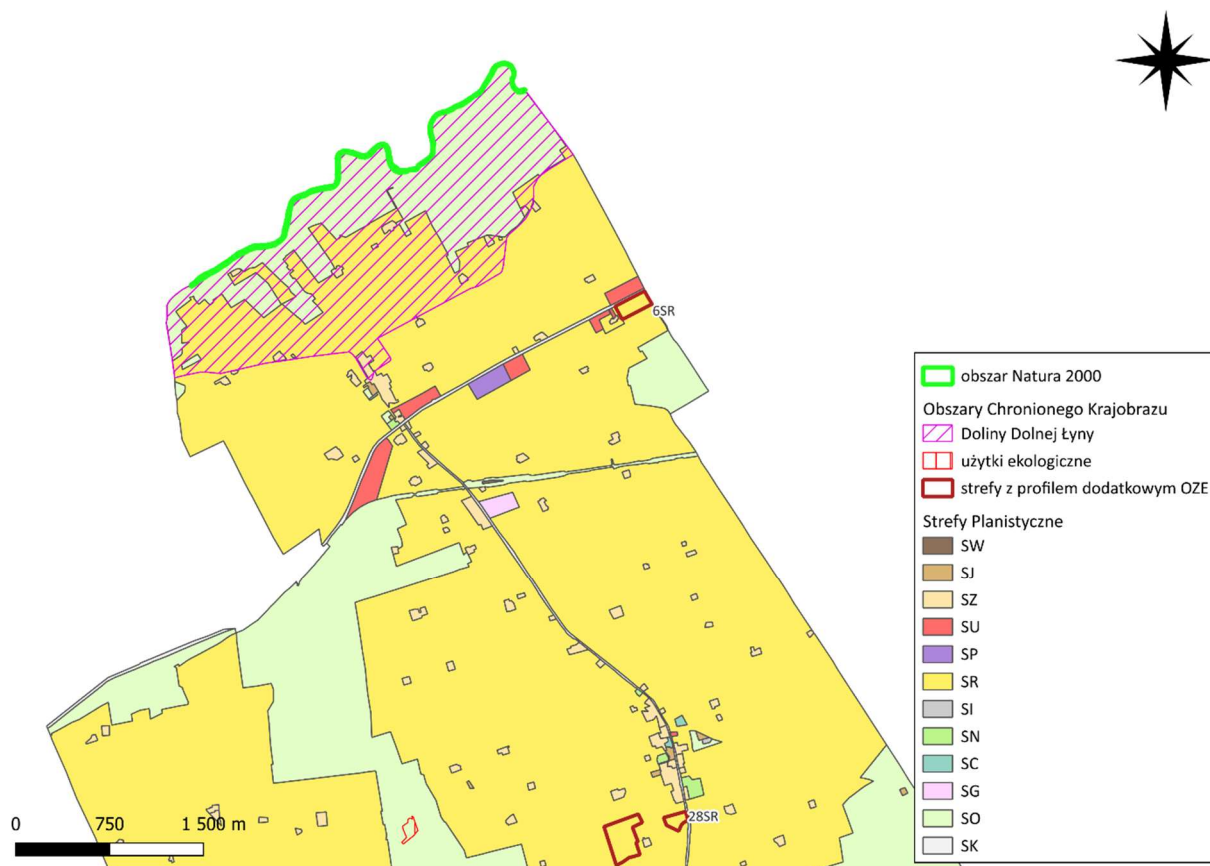 6SR
28SR
0 750 1 500 m
obszar Natura 2000
Obszary Chronionego Krajobrazu
Doliny Dolnej Łyny
użytki ekologiczne
strefy z profilem dodatkowym OZE
Strefy Planistyczne
SW
SJ
SZ
SU
SP
SR
SI
SN
SC
SG
SO
SK